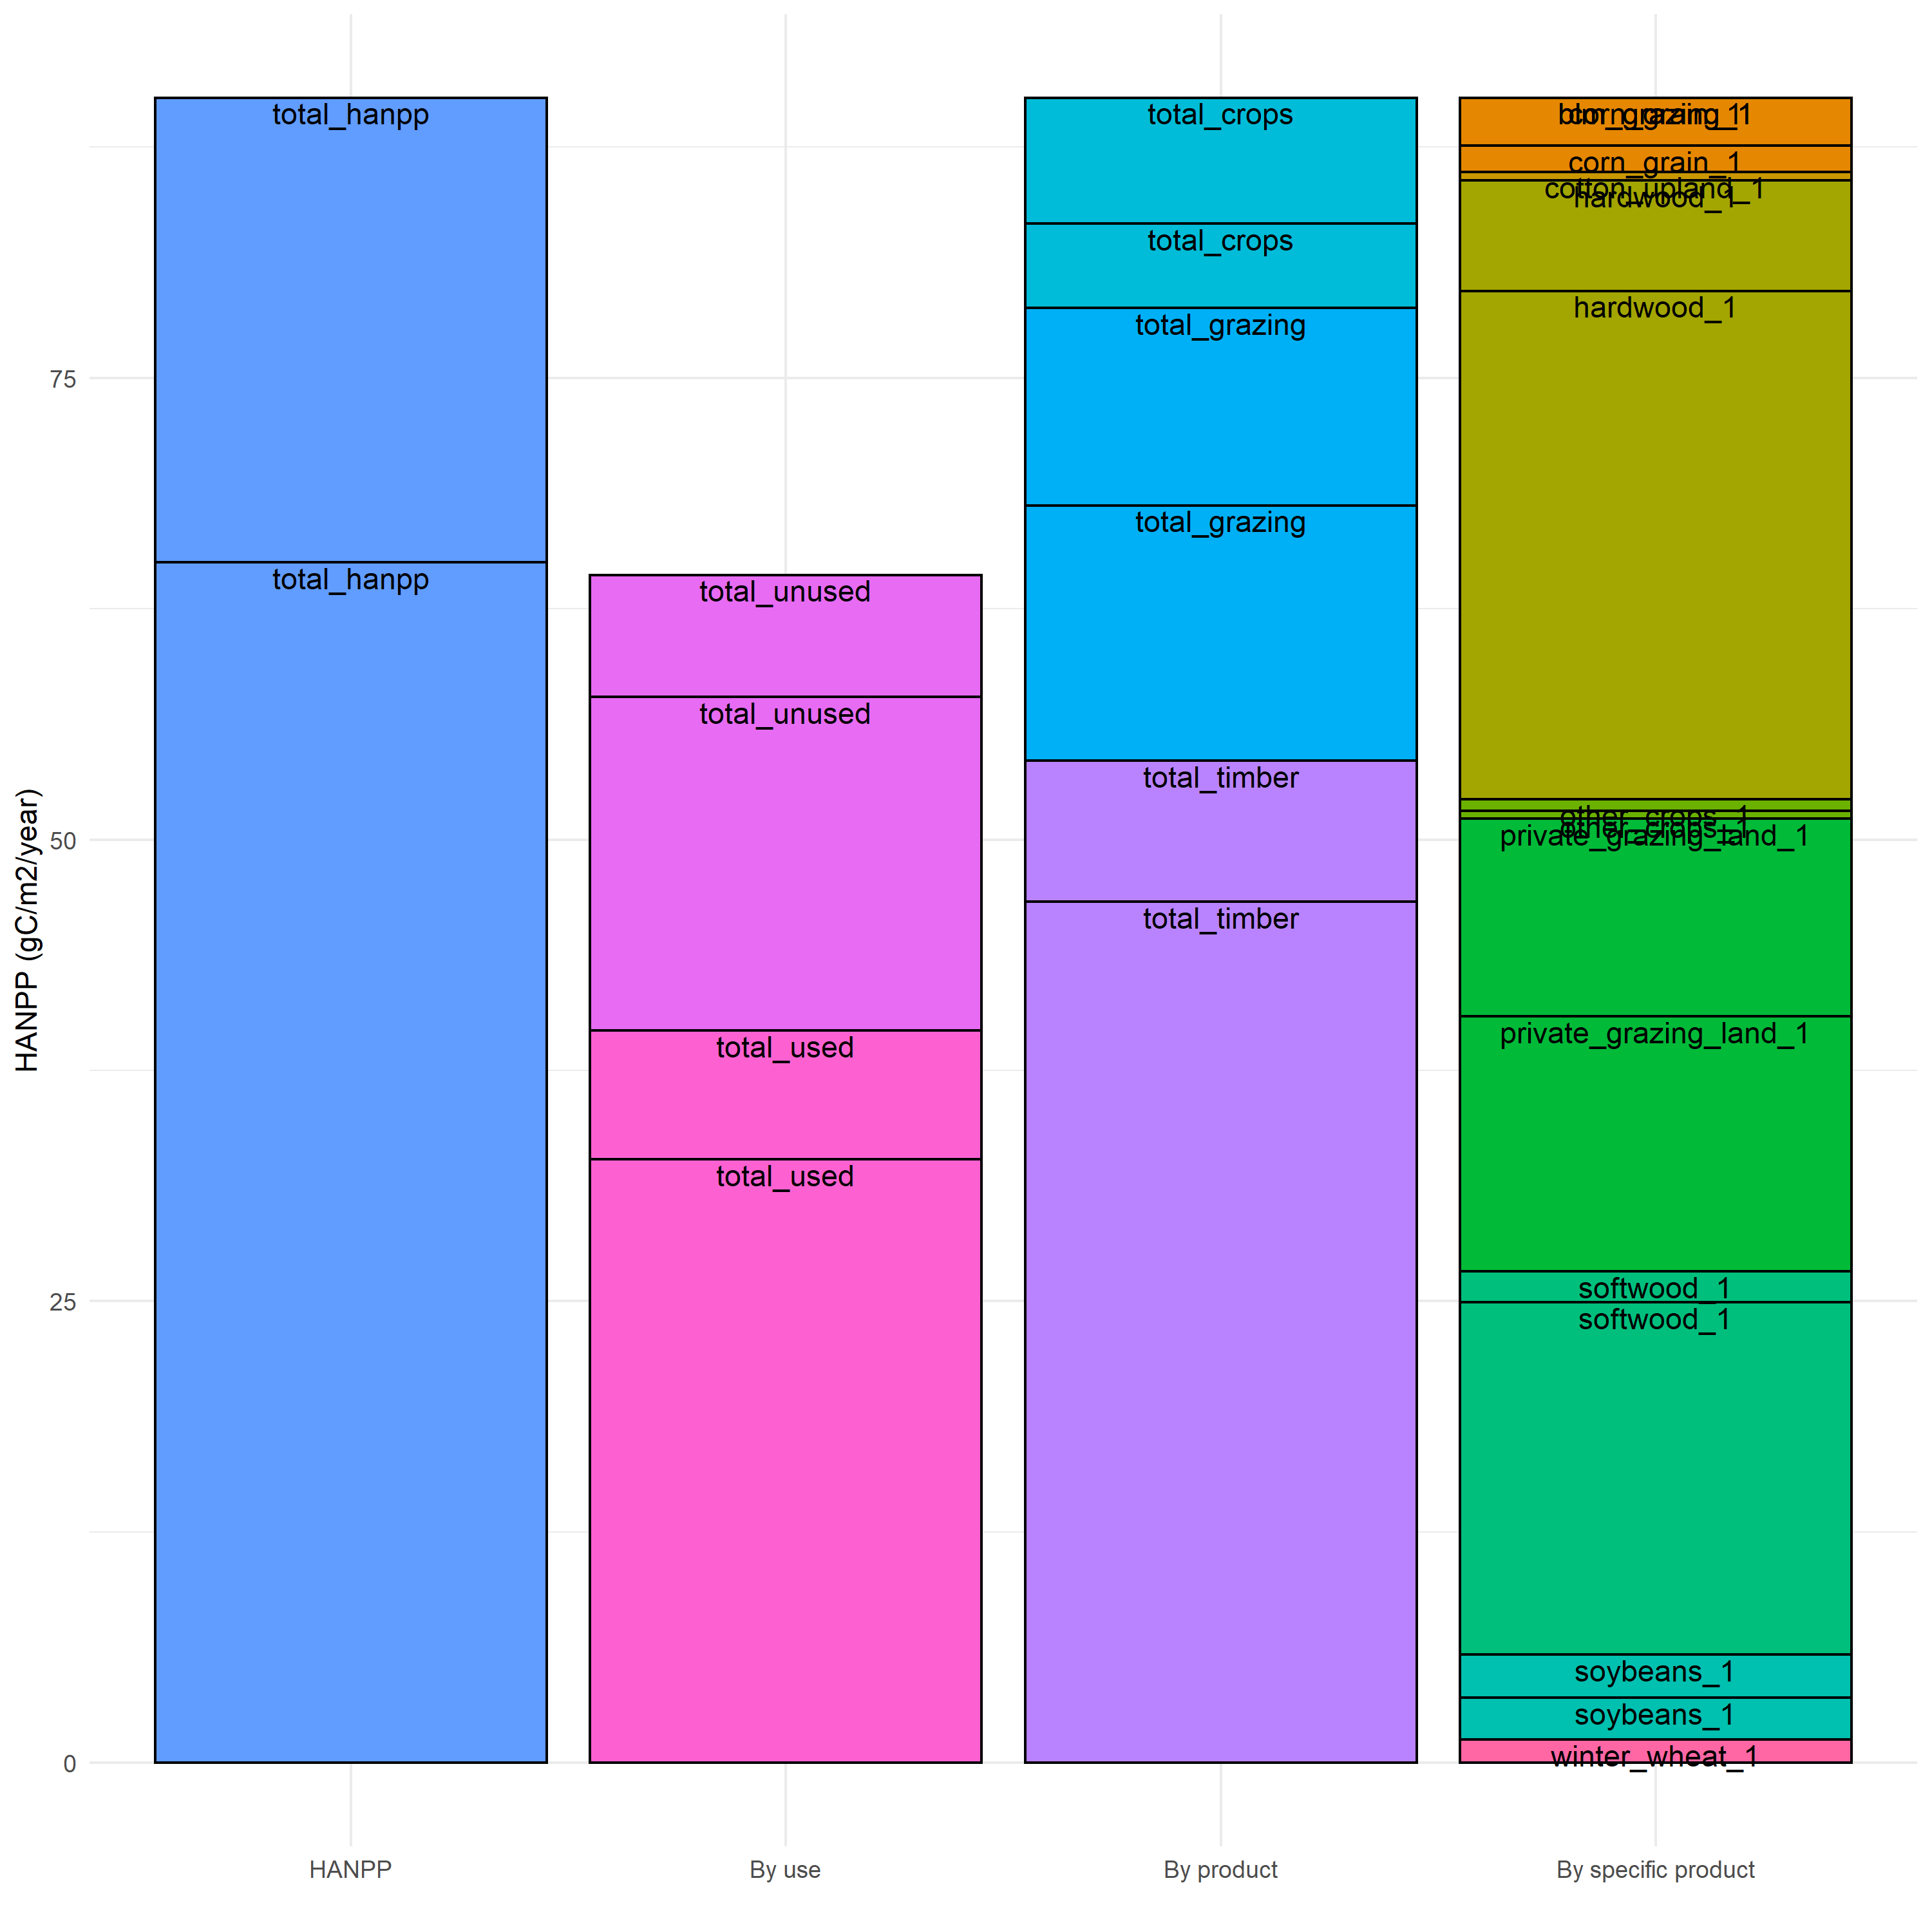 HANPP (gC/m2/year)
75
50
25
0
total_hanpp
total_hanpp
total_unused
total_unused
total_used
total_used
total_crops
total_crops
total_grazing
total_grazing
total_timber
total_timber
blm_grazing_1
corn_grain_1
corn_grain_1
cotton_upland_1
hardwood_1
hardwood_1
other_crops_1
other_crops_1
private_grazing_land_1
private_grazing_land_1
softwood_1
softwood_1
soybeans_1
soybeans_1
winter_wheat_1
HANPP
By use
By product
By specific product